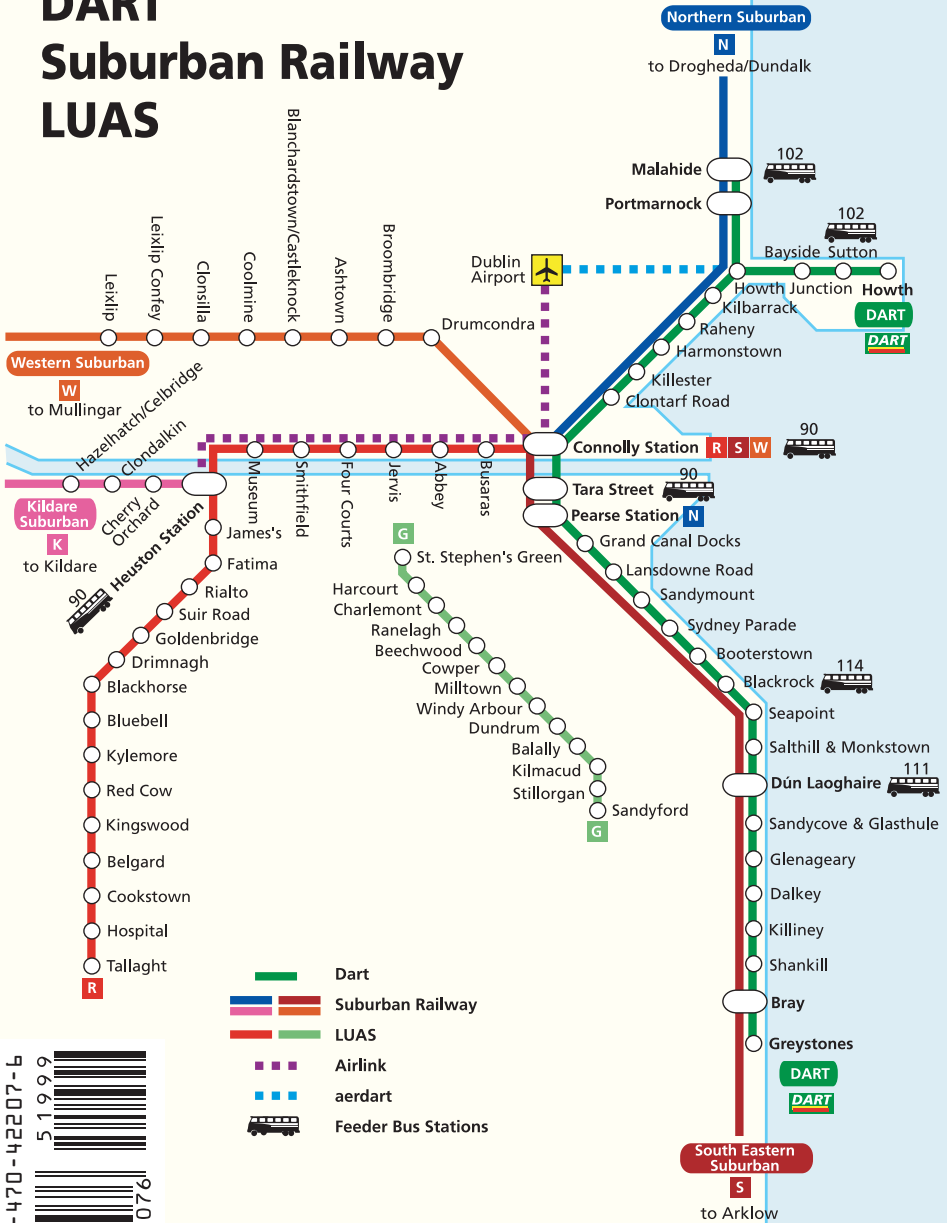 DART
Suburban Railway
LUAS
Northern Suburban
N
to Drogheda/Dundalk
Malahide
102
Portmarnock
102
Bayside
Sutton
Howth Junction
Howth
DART
DART
Dublin
Airport
Kilbarrack
Raheny
Harmonstown
Killester
Clontarf Road
Leixlip
Leixlip Confey
Clonsilla
Coolmine
Blanchardstown/Castleknock
Ashtown
Broombridge
Drumcondra
Western Suburban
W
to Mullingar
Connolly Station
R
S
W
90
Tara Street
90
Pearse Station
N
Hazelhatch/Celbridge
Clondalkin
Cherry
Orchard
Kildare
Suburban
K
to Kildare
Heuston Station
90
Museum
Smithfield
Four Courts
Jervis
Abbey
Busaras
James's
Fatima
Rialto
Suir Road
Goldenbridge
Drimnagh
Blackhorse
Bluebell
Kylemore
Red Cow
Kingswood
Belgard
Cookstown
Hospital
Tallaght
R
G
St. Stephen's Green
Harcourt
Charlemont
Ranelagh
Beechwood
Cowper
Milltown
Windy Arbour
Dundrum
Balally
Kilmacud
Stillorgan
Sandyford
G
Grand Canal Docks
Lansdowne Road
Sandymount
Sydney Parade
Booterstown
Blackrock
114
Seapoint
Salthill & Monkstown
Dún Laoghaire
111
Sandycove & Glasthule
Glenageary
Dalkey
Killiney
Shankill
Bray
Greystones
DART
DART
South Eastern
Suburban
S
to Arklow
Dart
Suburban Railway
LUAS
Airlink
aerdart
Feeder Bus Stations
-470-42207-6
51999
076